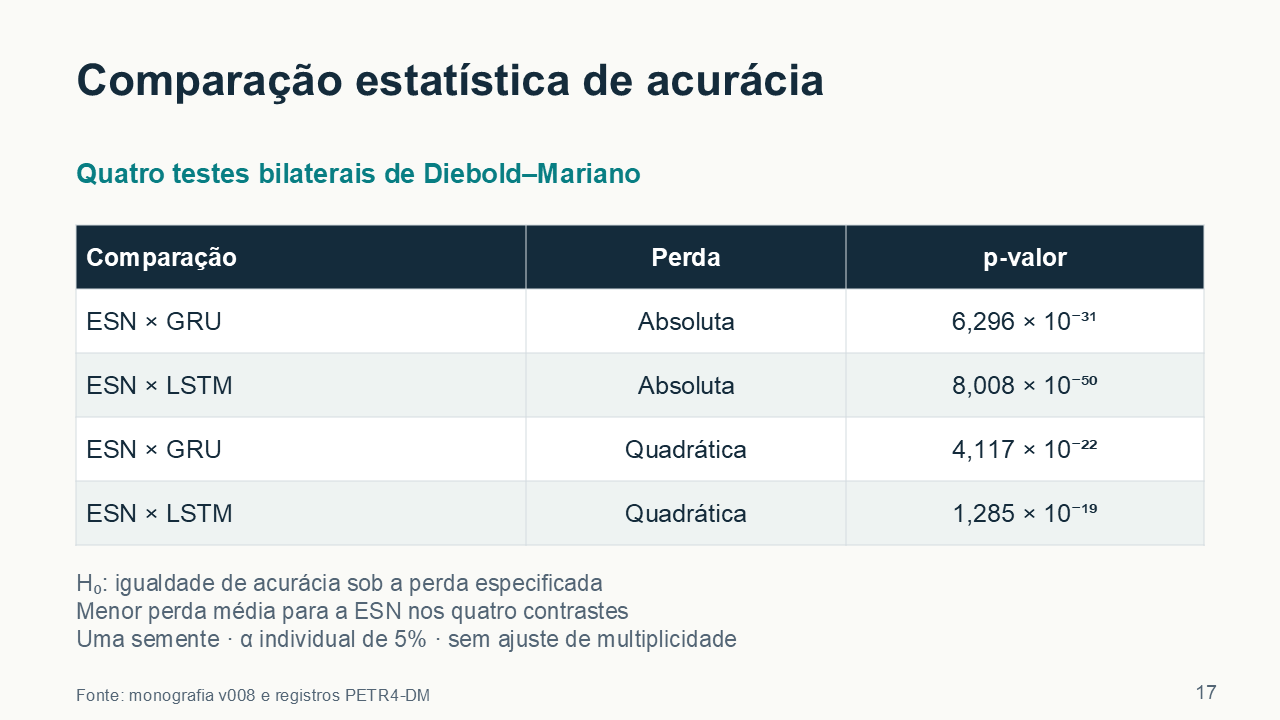 Comparação estatística de acurácia
Quatro testes bilaterais de Diebold–Mariano
Comparação Perda p-valor
ESN × GRU Absoluta 6,296 × 10⁻³¹
ESN × LSTM Absoluta 8,008 × 10⁻⁵⁰
ESN × GRU Quadrática 4,117 × 10⁻²²
ESN × LSTM Quadrática 1,285 × 10⁻¹⁹
H₀: igualdade de acurácia sob a perda especificada
Menor perda média para a ESN nos quatro contrastes
Uma semente · α individual de 5% · sem ajuste de multiplicidade
Fonte: monografia v008 e registros PETR4-DM
17